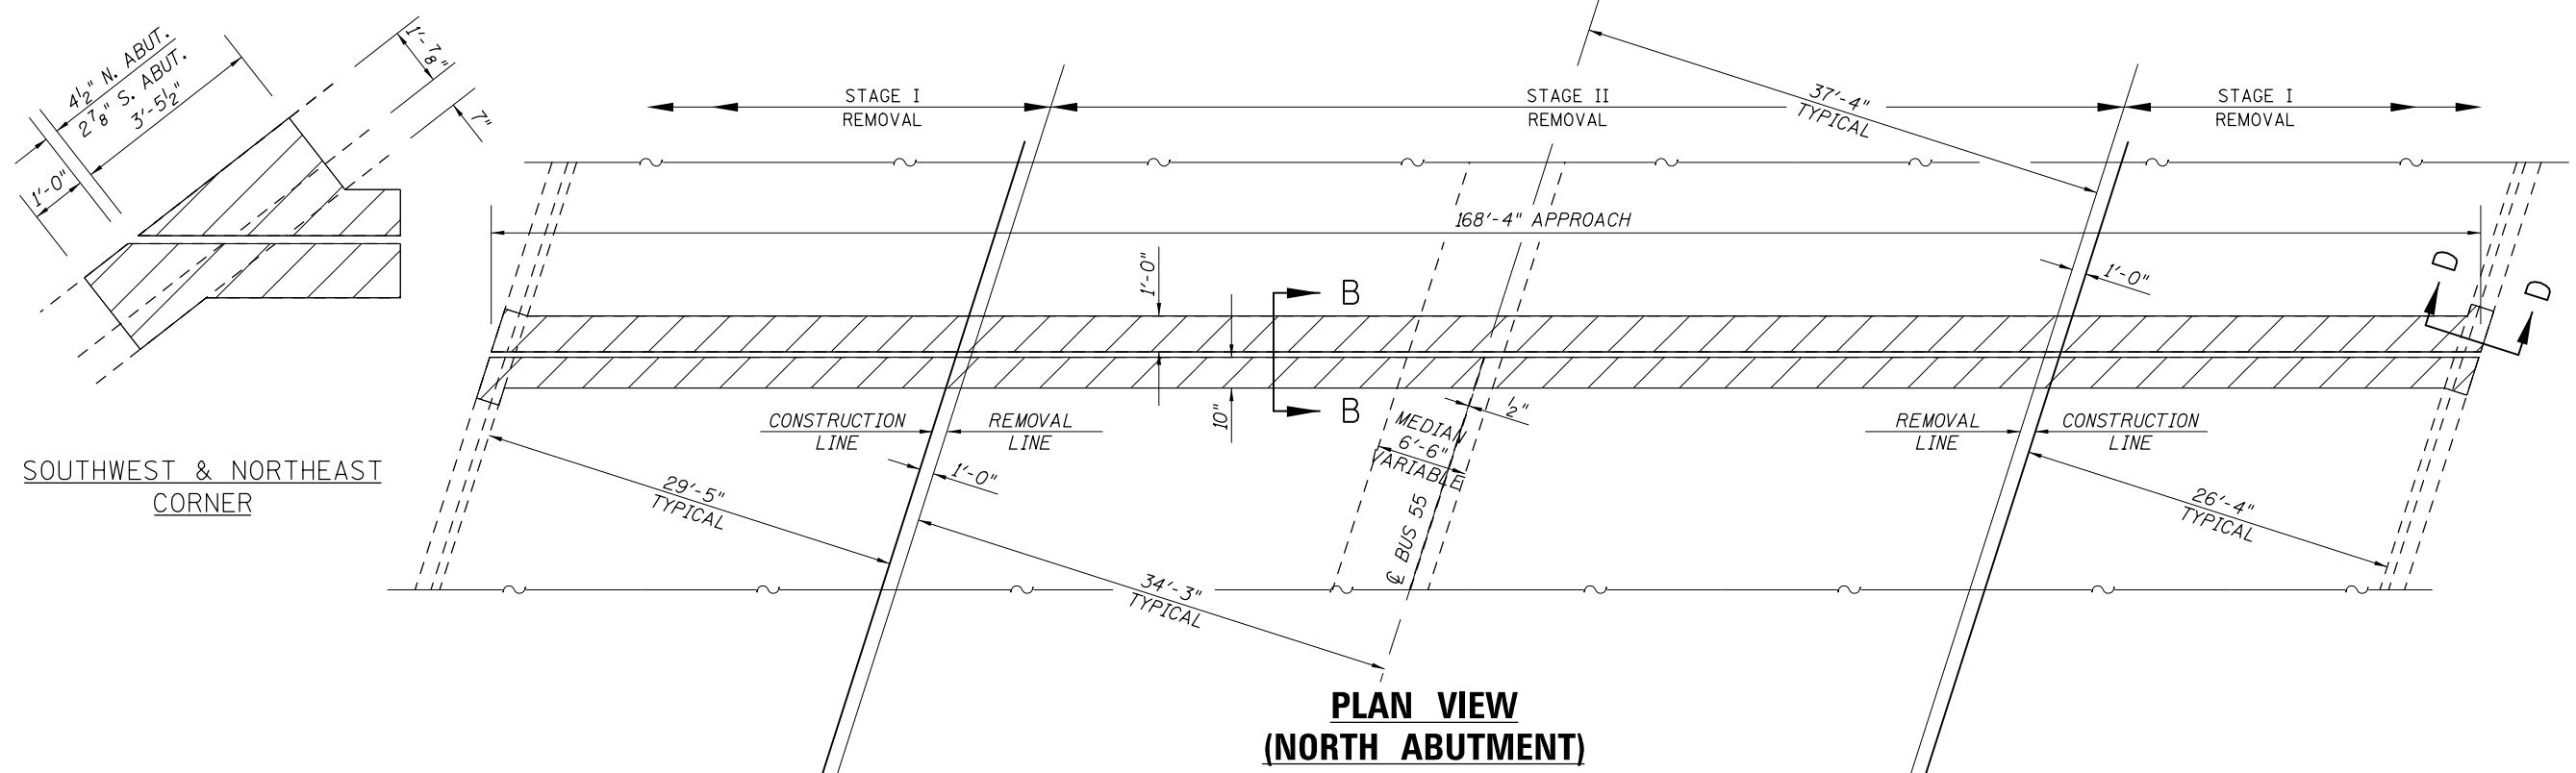 4½" N. ABUT.
2⅞" S. ABUT.
3'-5½"
1'-0"
1'-⅞"
7"
SOUTHWEST & NORTHEAST
CORNER
STAGE I
REMOVAL
STAGE II
REMOVAL
37'-4"
TYPICAL
STAGE I
REMOVAL
168'-4" APPROACH
1'-0"
10"
B
B
1'-0"
D
D
CONSTRUCTION
LINE
REMOVAL
LINE
½"
MEDIAN
6'-6"
VARIABLE
REMOVAL
LINE
CONSTRUCTION
LINE
29'-5"
TYPICAL
1'-0"
℄ BUS 55
26'-4"
TYPICAL
34'-3"
TYPICAL
PLAN VIEW
(NORTH ABUTMENT)